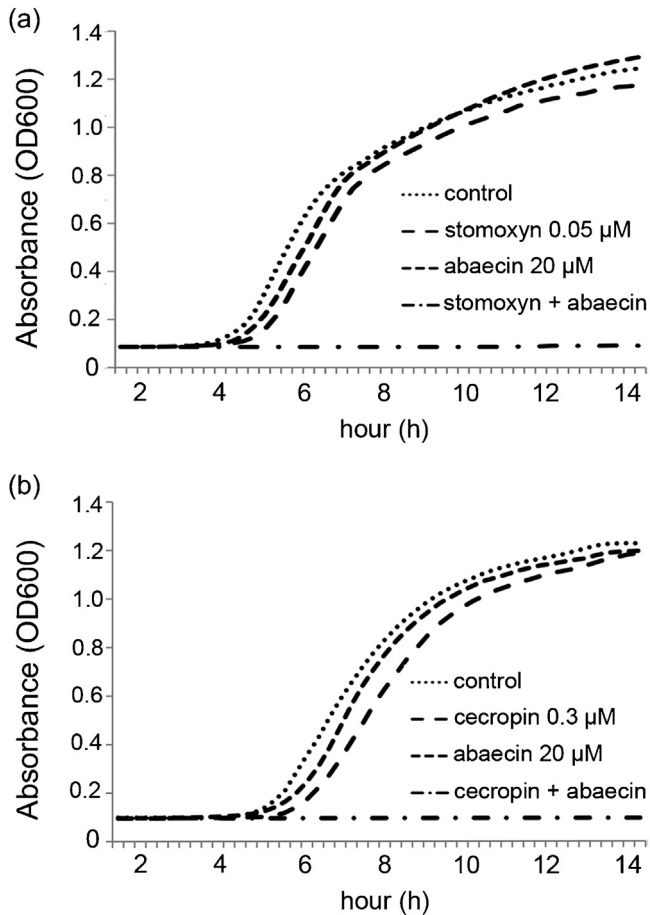 (a)
Absorbance (OD600)
1.4
1.2
1.0
0.8
0.6
0.4
0.2
0
control
stomoxyn 0.05 µM
abaecin 20 µM
stomoxyn + abaecin
2 4 6 8 10 12 14
hour (h)
(b)
Absorbance (OD600)
1.4
1.2
1.0
0.8
0.6
0.4
0.2
0
control
cecropin 0.3 µM
abaecin 20 µM
cecropin + abaecin
2 4 6 8 10 12 14
hour (h)